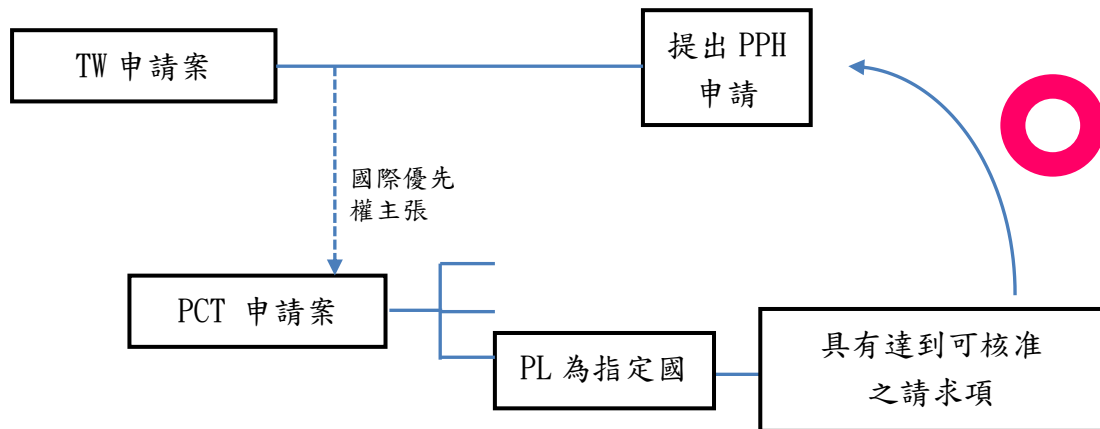 TW 申請案
提出 PPH
申請
國際優先
權主張
PCT 申請案
PL 為指定國
具有達到可核准
之請求項